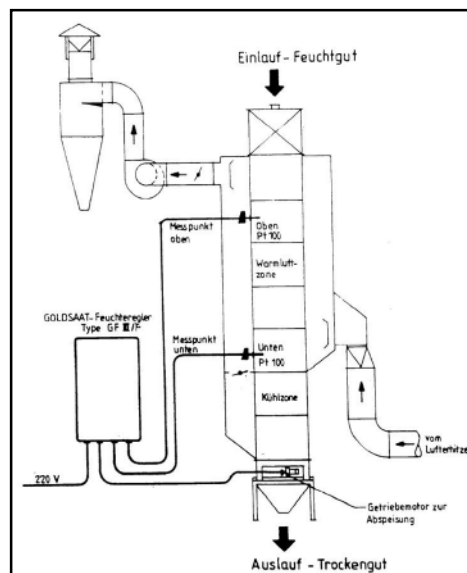 Einlauf-Feuchtgut
Messpunkt
oben
Oben
Pt 100
Warmluft-
zone
GOLDSAAT-Feuchteregler
Type GF III/F
Messpunkt
unten
Unten
Pt 100
Kühlzone
vom
Lufterhitze
220 V
Getriebemotor zur
Abspeisung
Auslauf-Trockengut